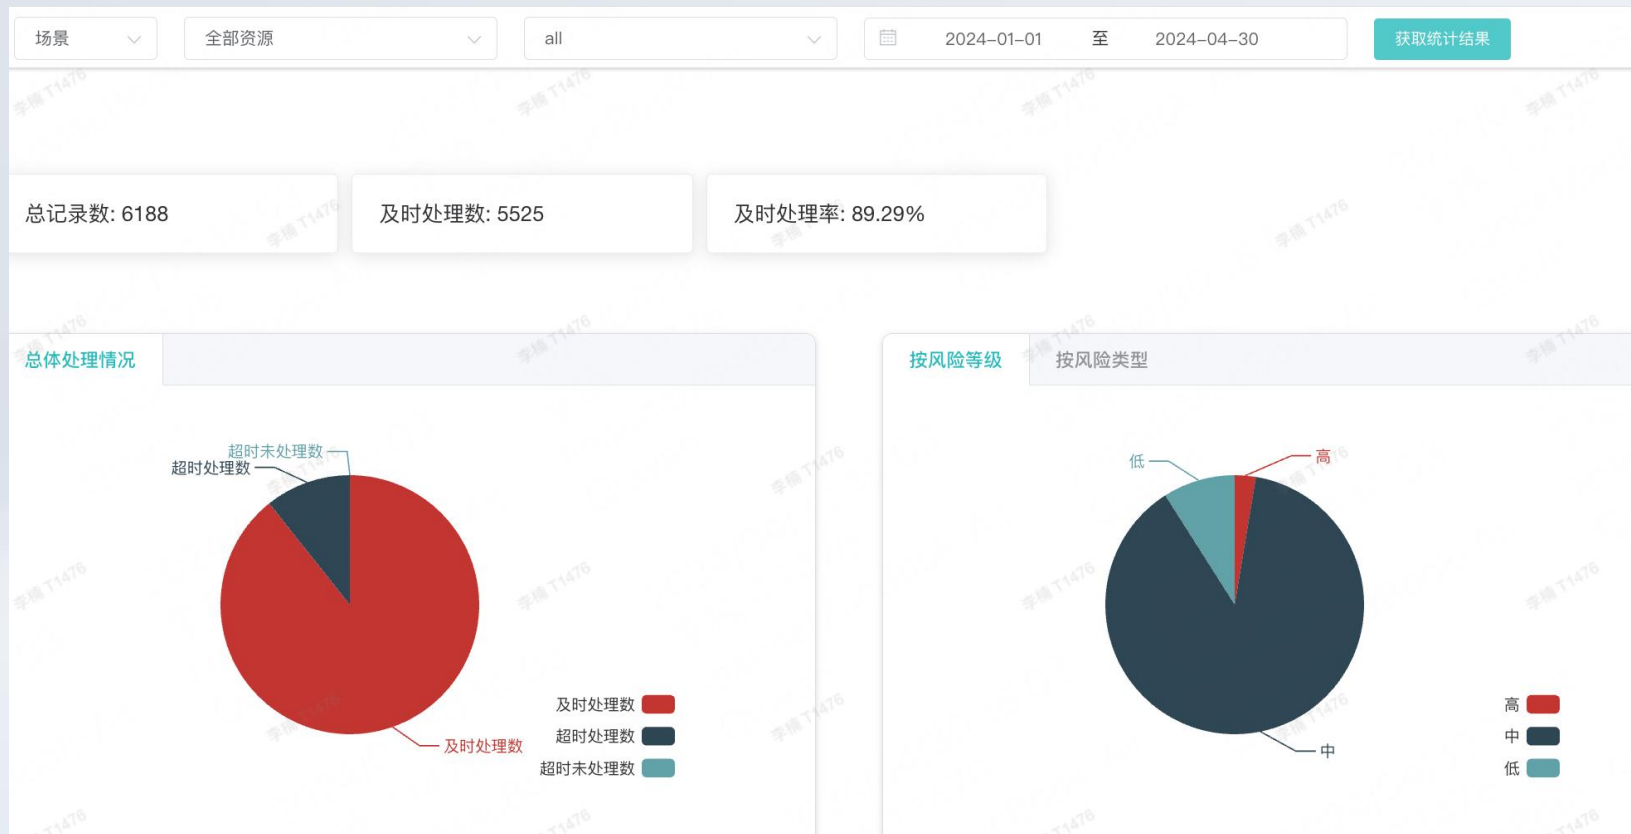 场景 全部资源 all 2024-01-01 至 2024-04-30 获取统计结果
总记录数: 6188 及时处理数: 5525 及时处理率: 89.29%
总体处理情况
超时未处理数
超时处理数
及时处理数
及时处理数
超时处理数
超时未处理数
按风险等级 按风险类型
低 高
中
高
中
低
李楠 T1476